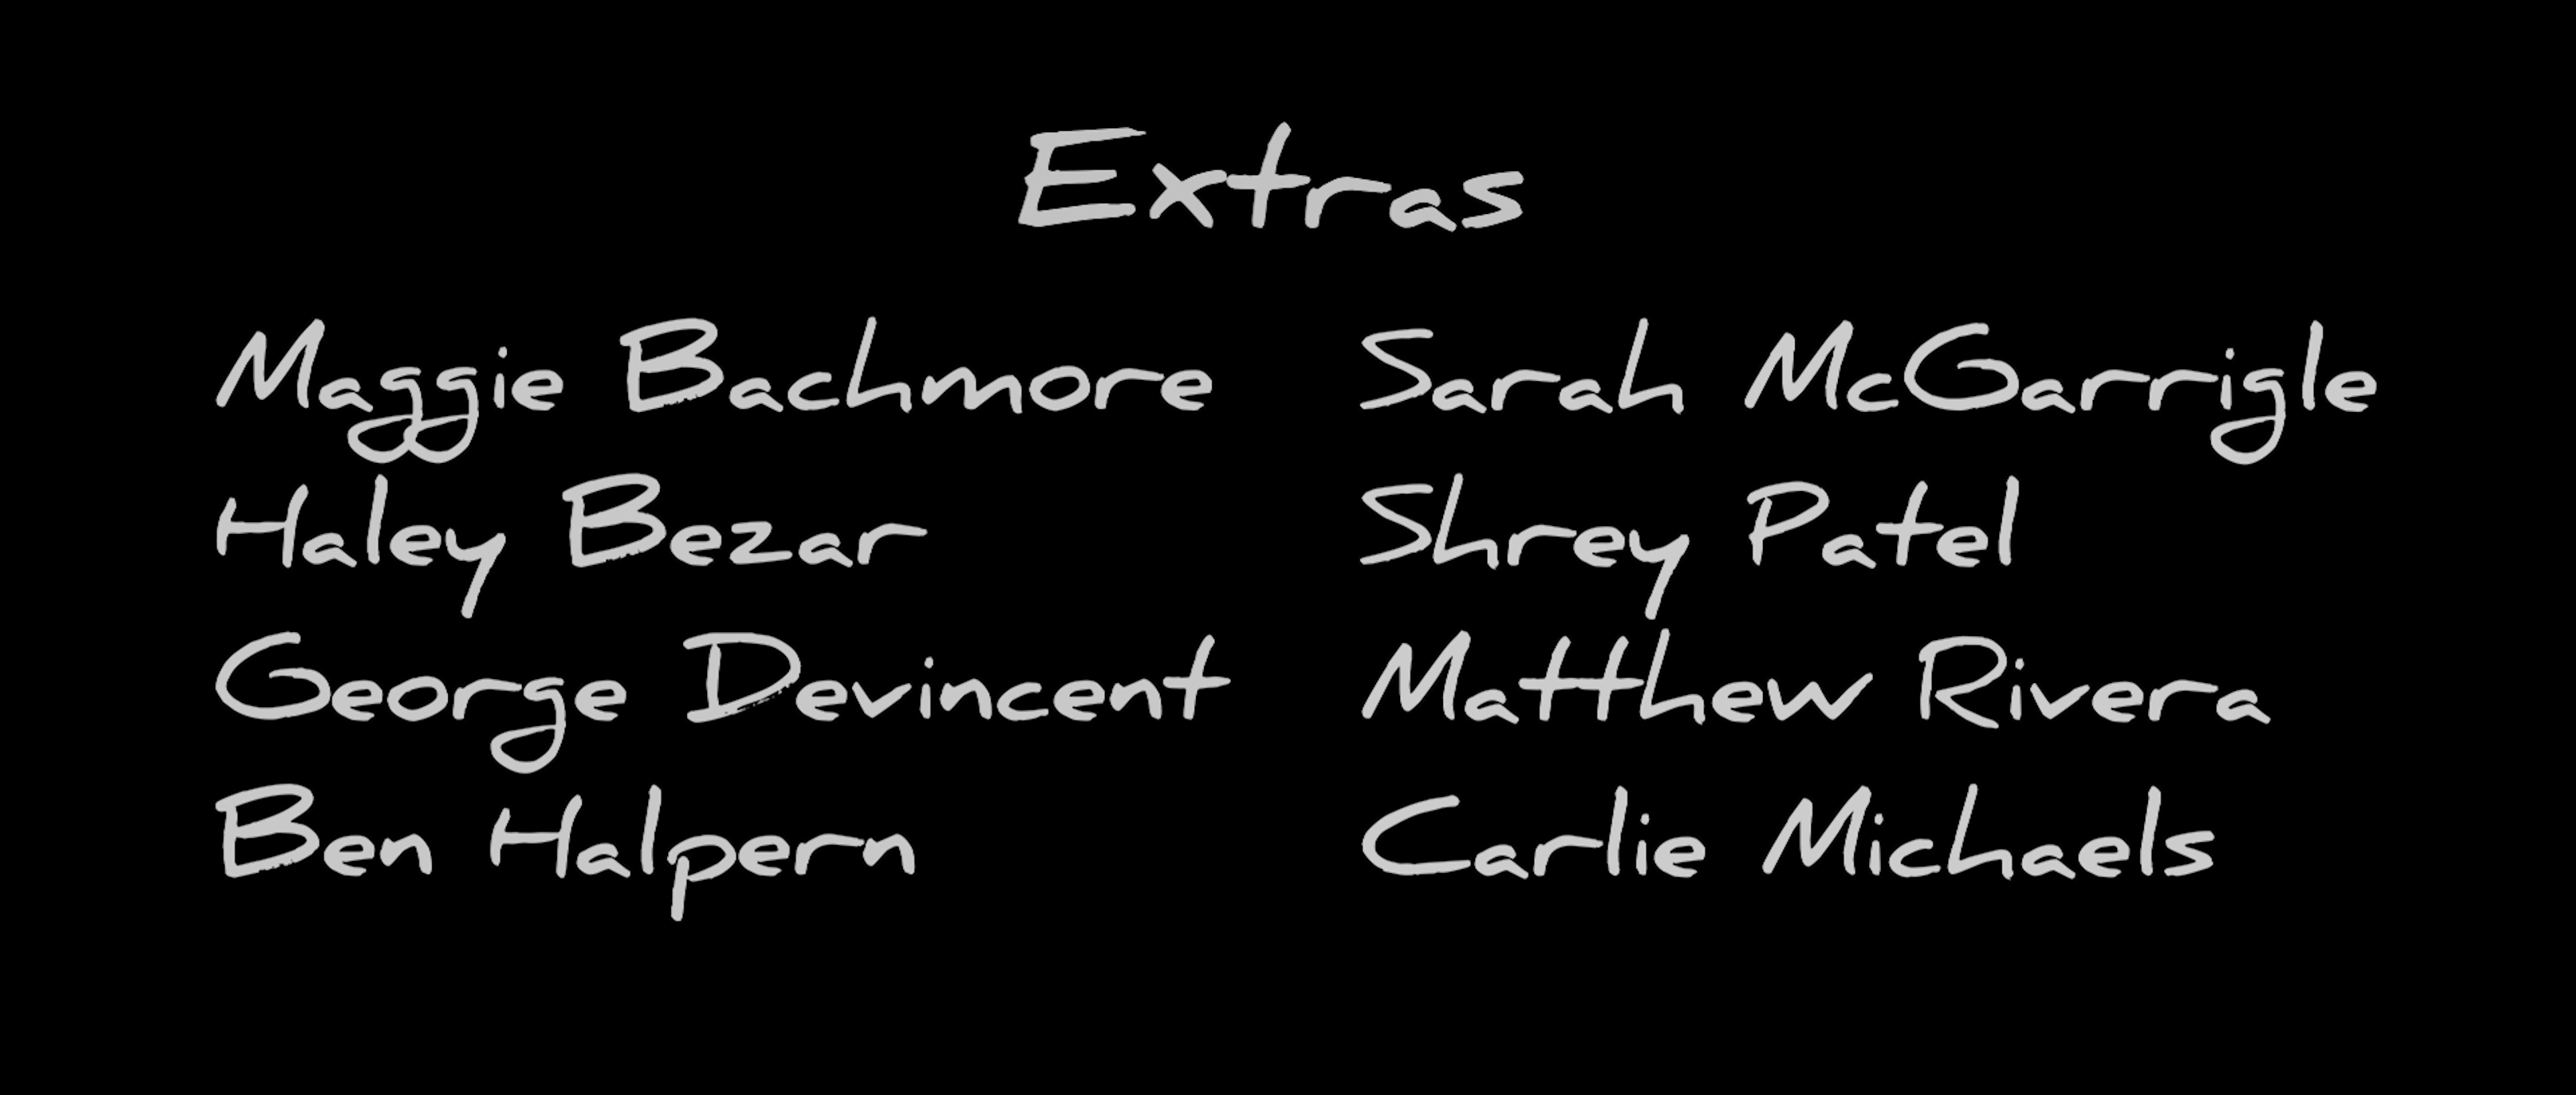 Extras
Maggie Bachmore
Haley Bezar
George Devincent
Ben Halpern
Sarah McGarrigle
Shrey Patel
Matthew Rivera
Carlie Michaels